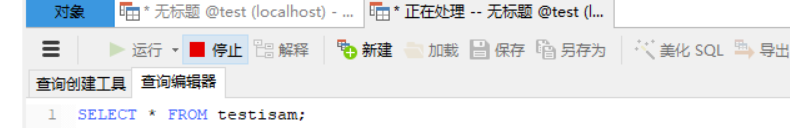 对象 * 无标题 @test (localhost) - ... * 正在处理 -- 无标题 @test (l...
运行 停止 解释 新建 加载 保存 另存为 美化 SQL 导出
查询创建工具 查询编辑器
1 SELECT * FROM testisam;